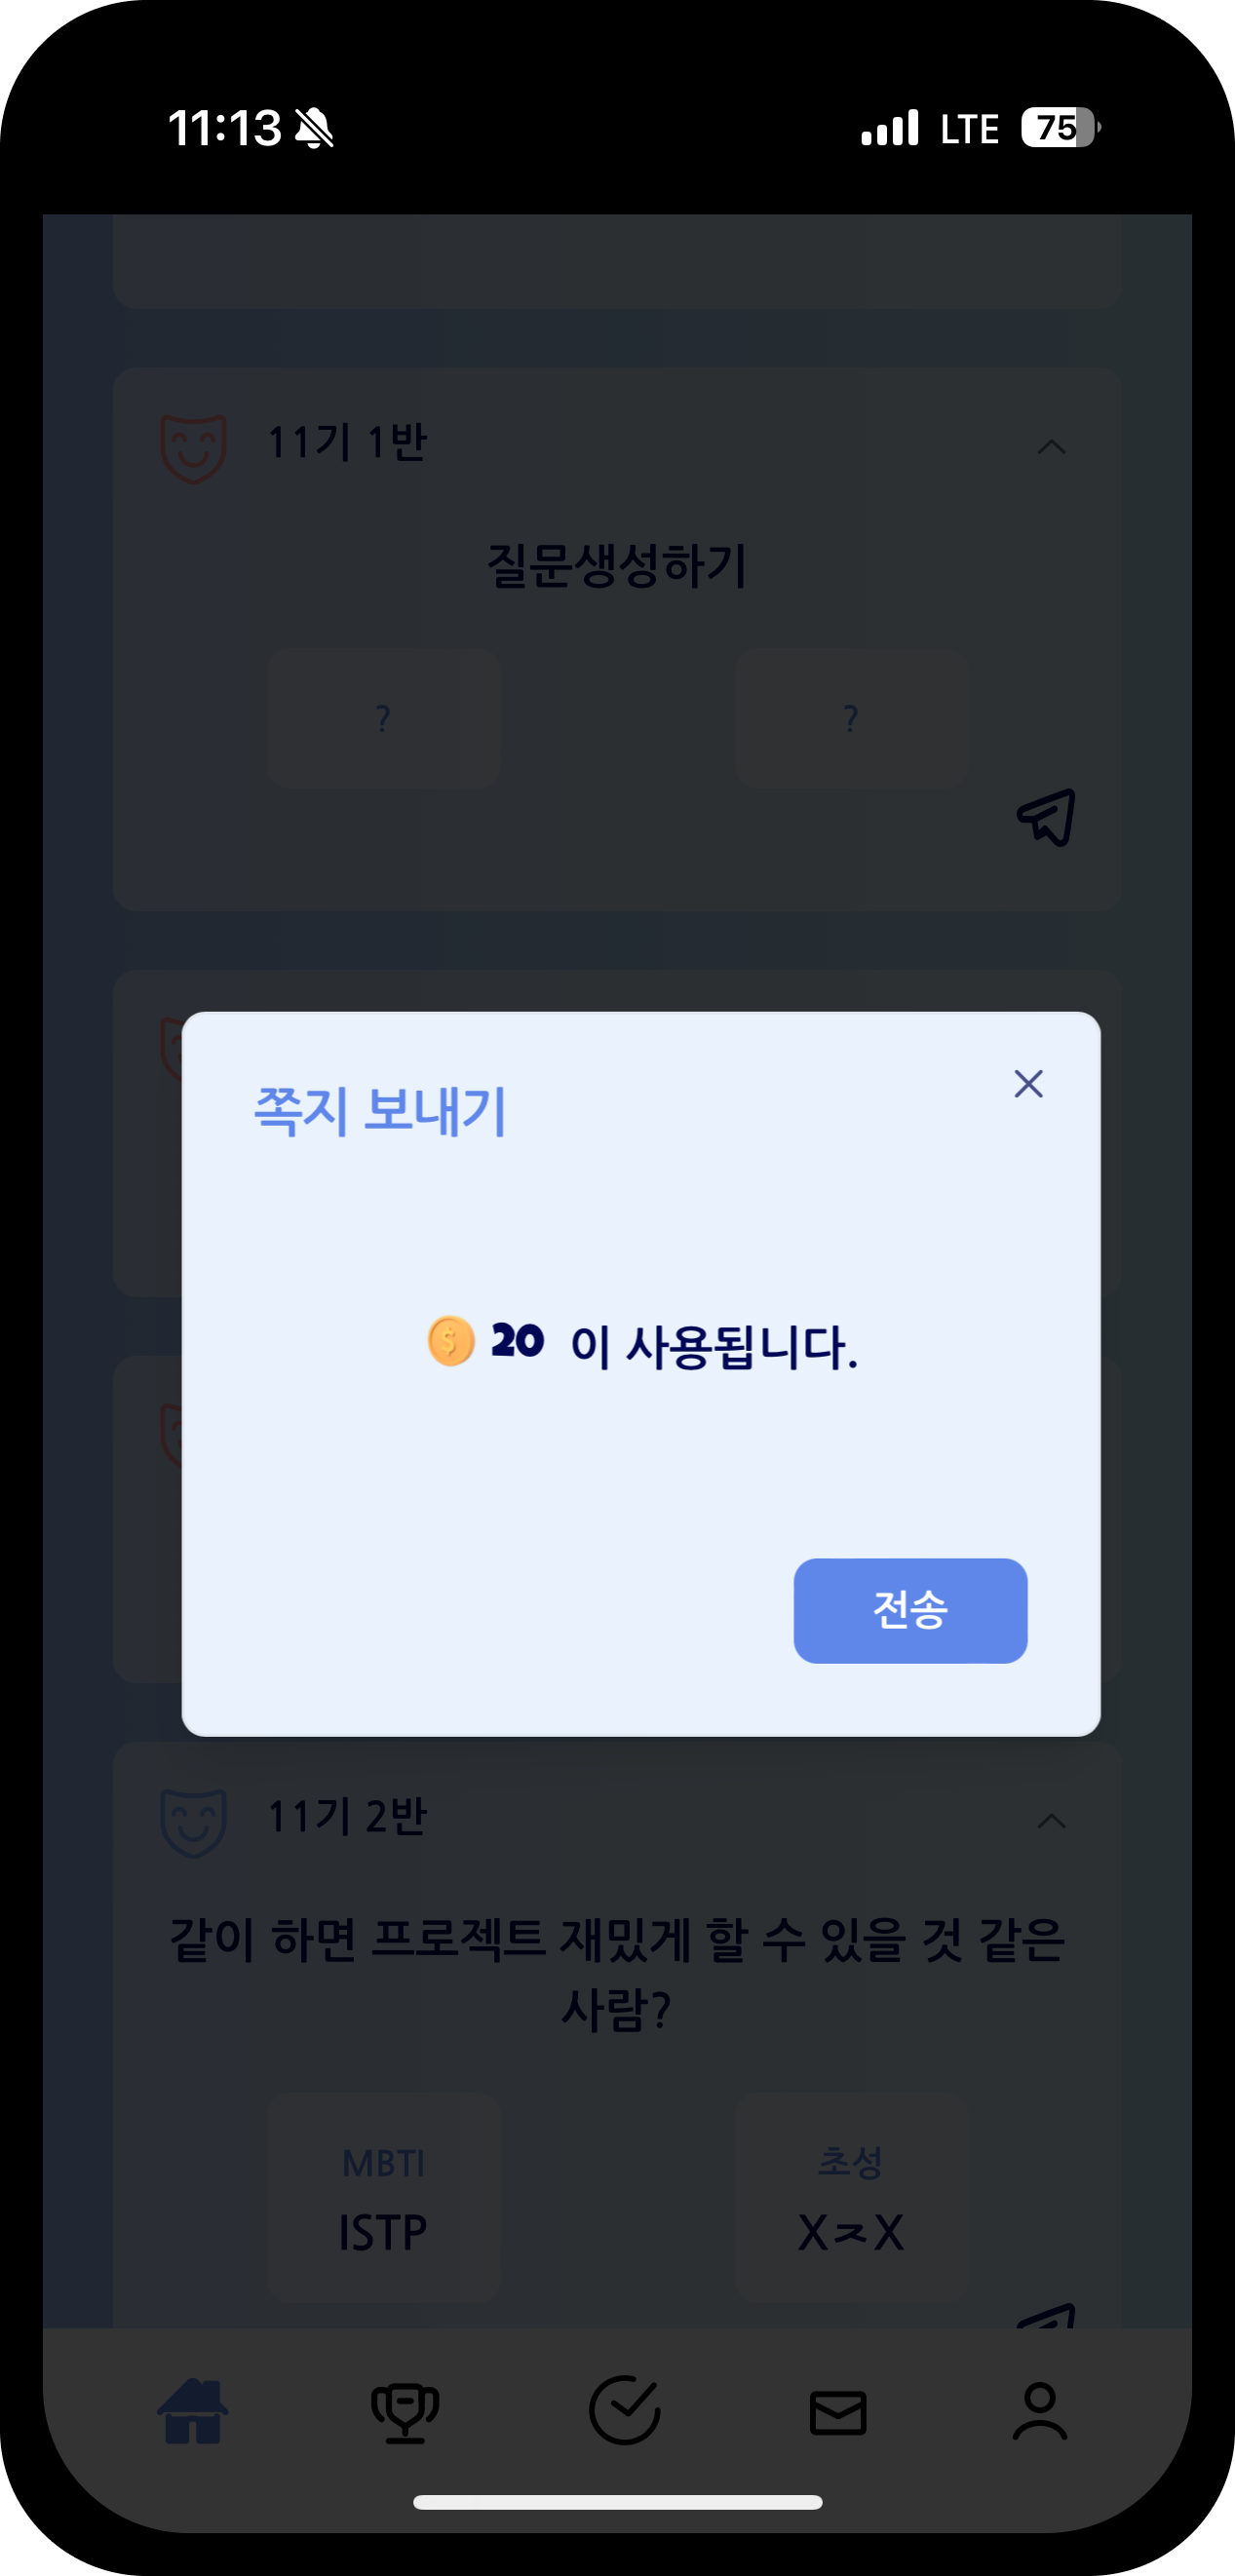 11:13
LTE
75
11기 1반
질문생성하기
?
?
쪽지 보내기
20 이 사용됩니다.
전송
11기 2반
같이 하면 프로젝트 재밌게 할 수 있을 것 같은
사람?
MBTI
초성
ISTP
XㅈX